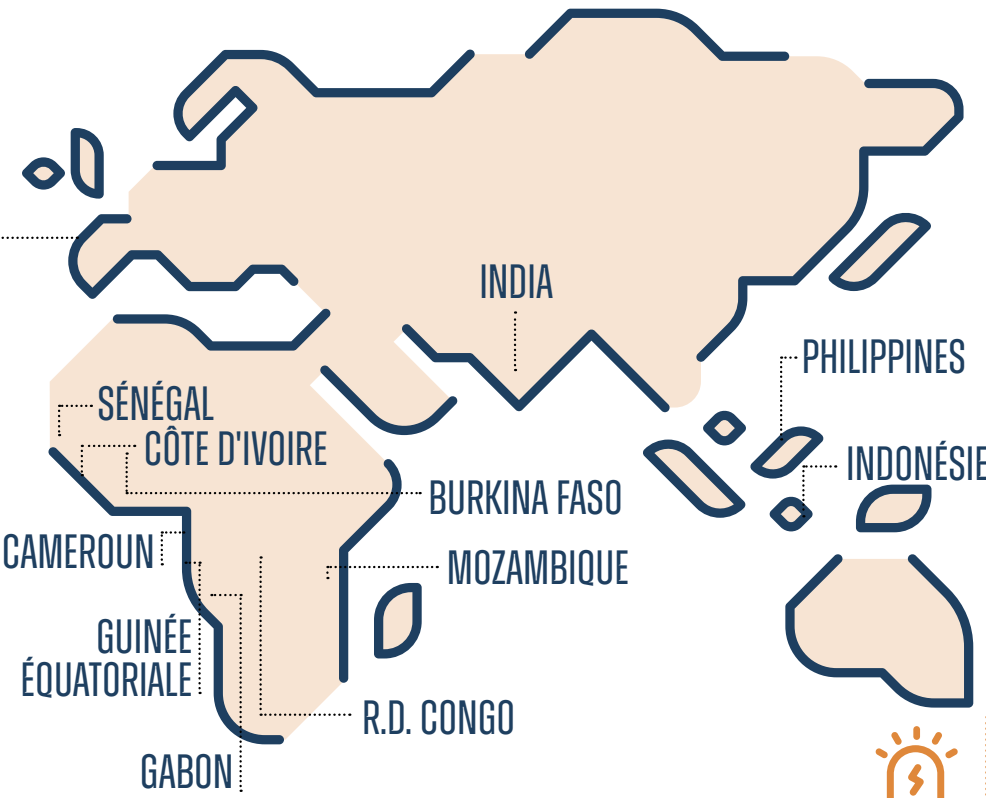 INDIA
PHILIPPINES
SÉNÉGAL
CÔTE D'IVOIRE
INDONÉSIE
BURKINA FASO
CAMEROUN
MOZAMBIQUE
GUINÉE
ÉQUATORIALE
R.D. CONGO
GABON